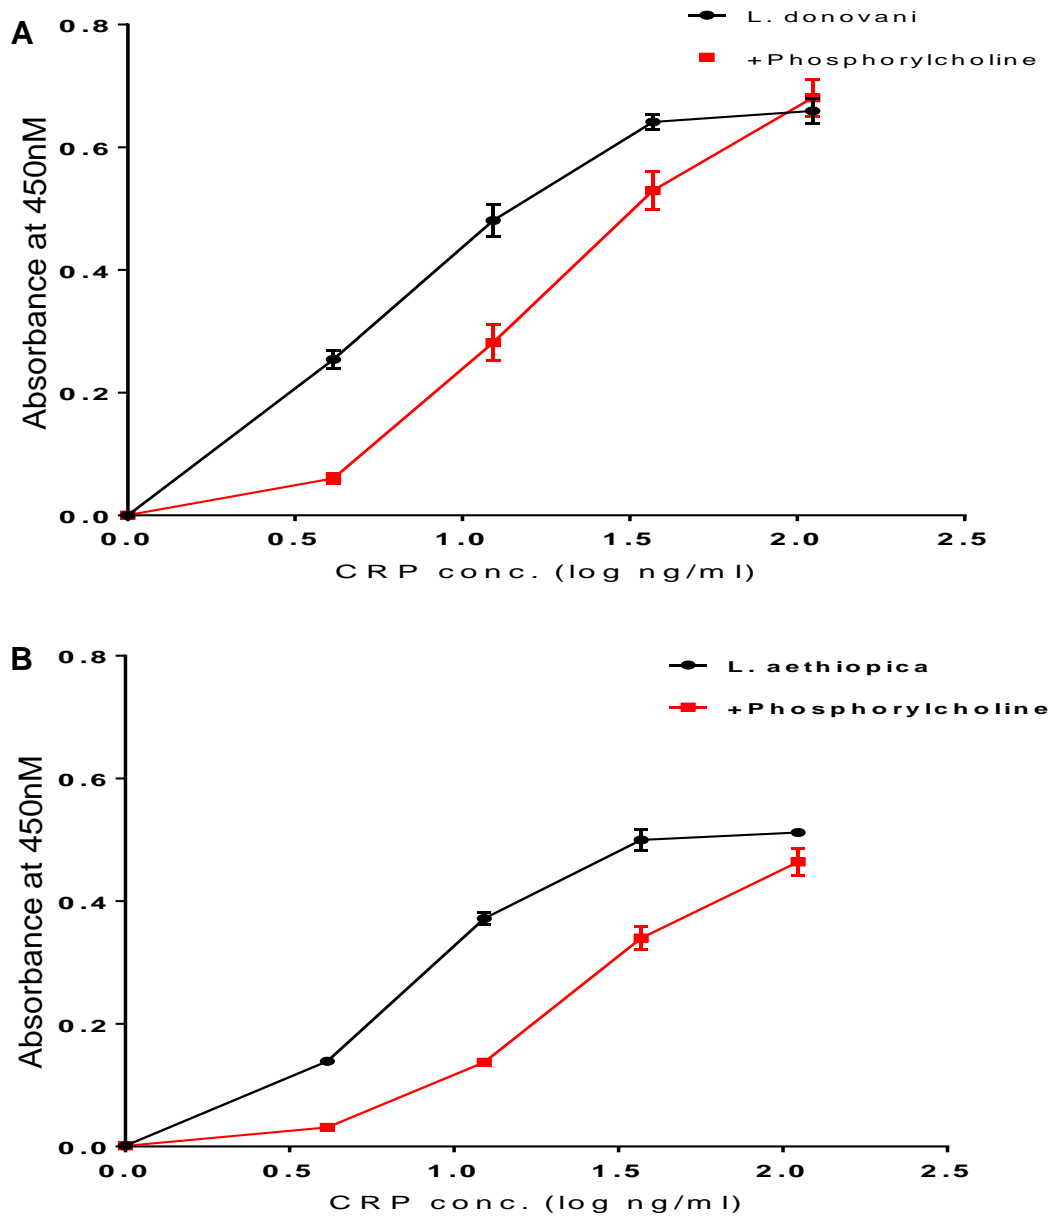 A
L. donovani
+Phosphorylcholine
Absorbance at 450nM
0.8
0.6
0.4
0.2
0.0
0.0 0.5 1.0 1.5 2.0 2.5
CRP conc. (log ng/ml)
B
L. aethiopica
+Phosphorylcholine
Absorbance at 450nM
0.8
0.6
0.4
0.2
0.0
0.0 0.5 1.0 1.5 2.0 2.5
CRP conc. (log ng/ml)